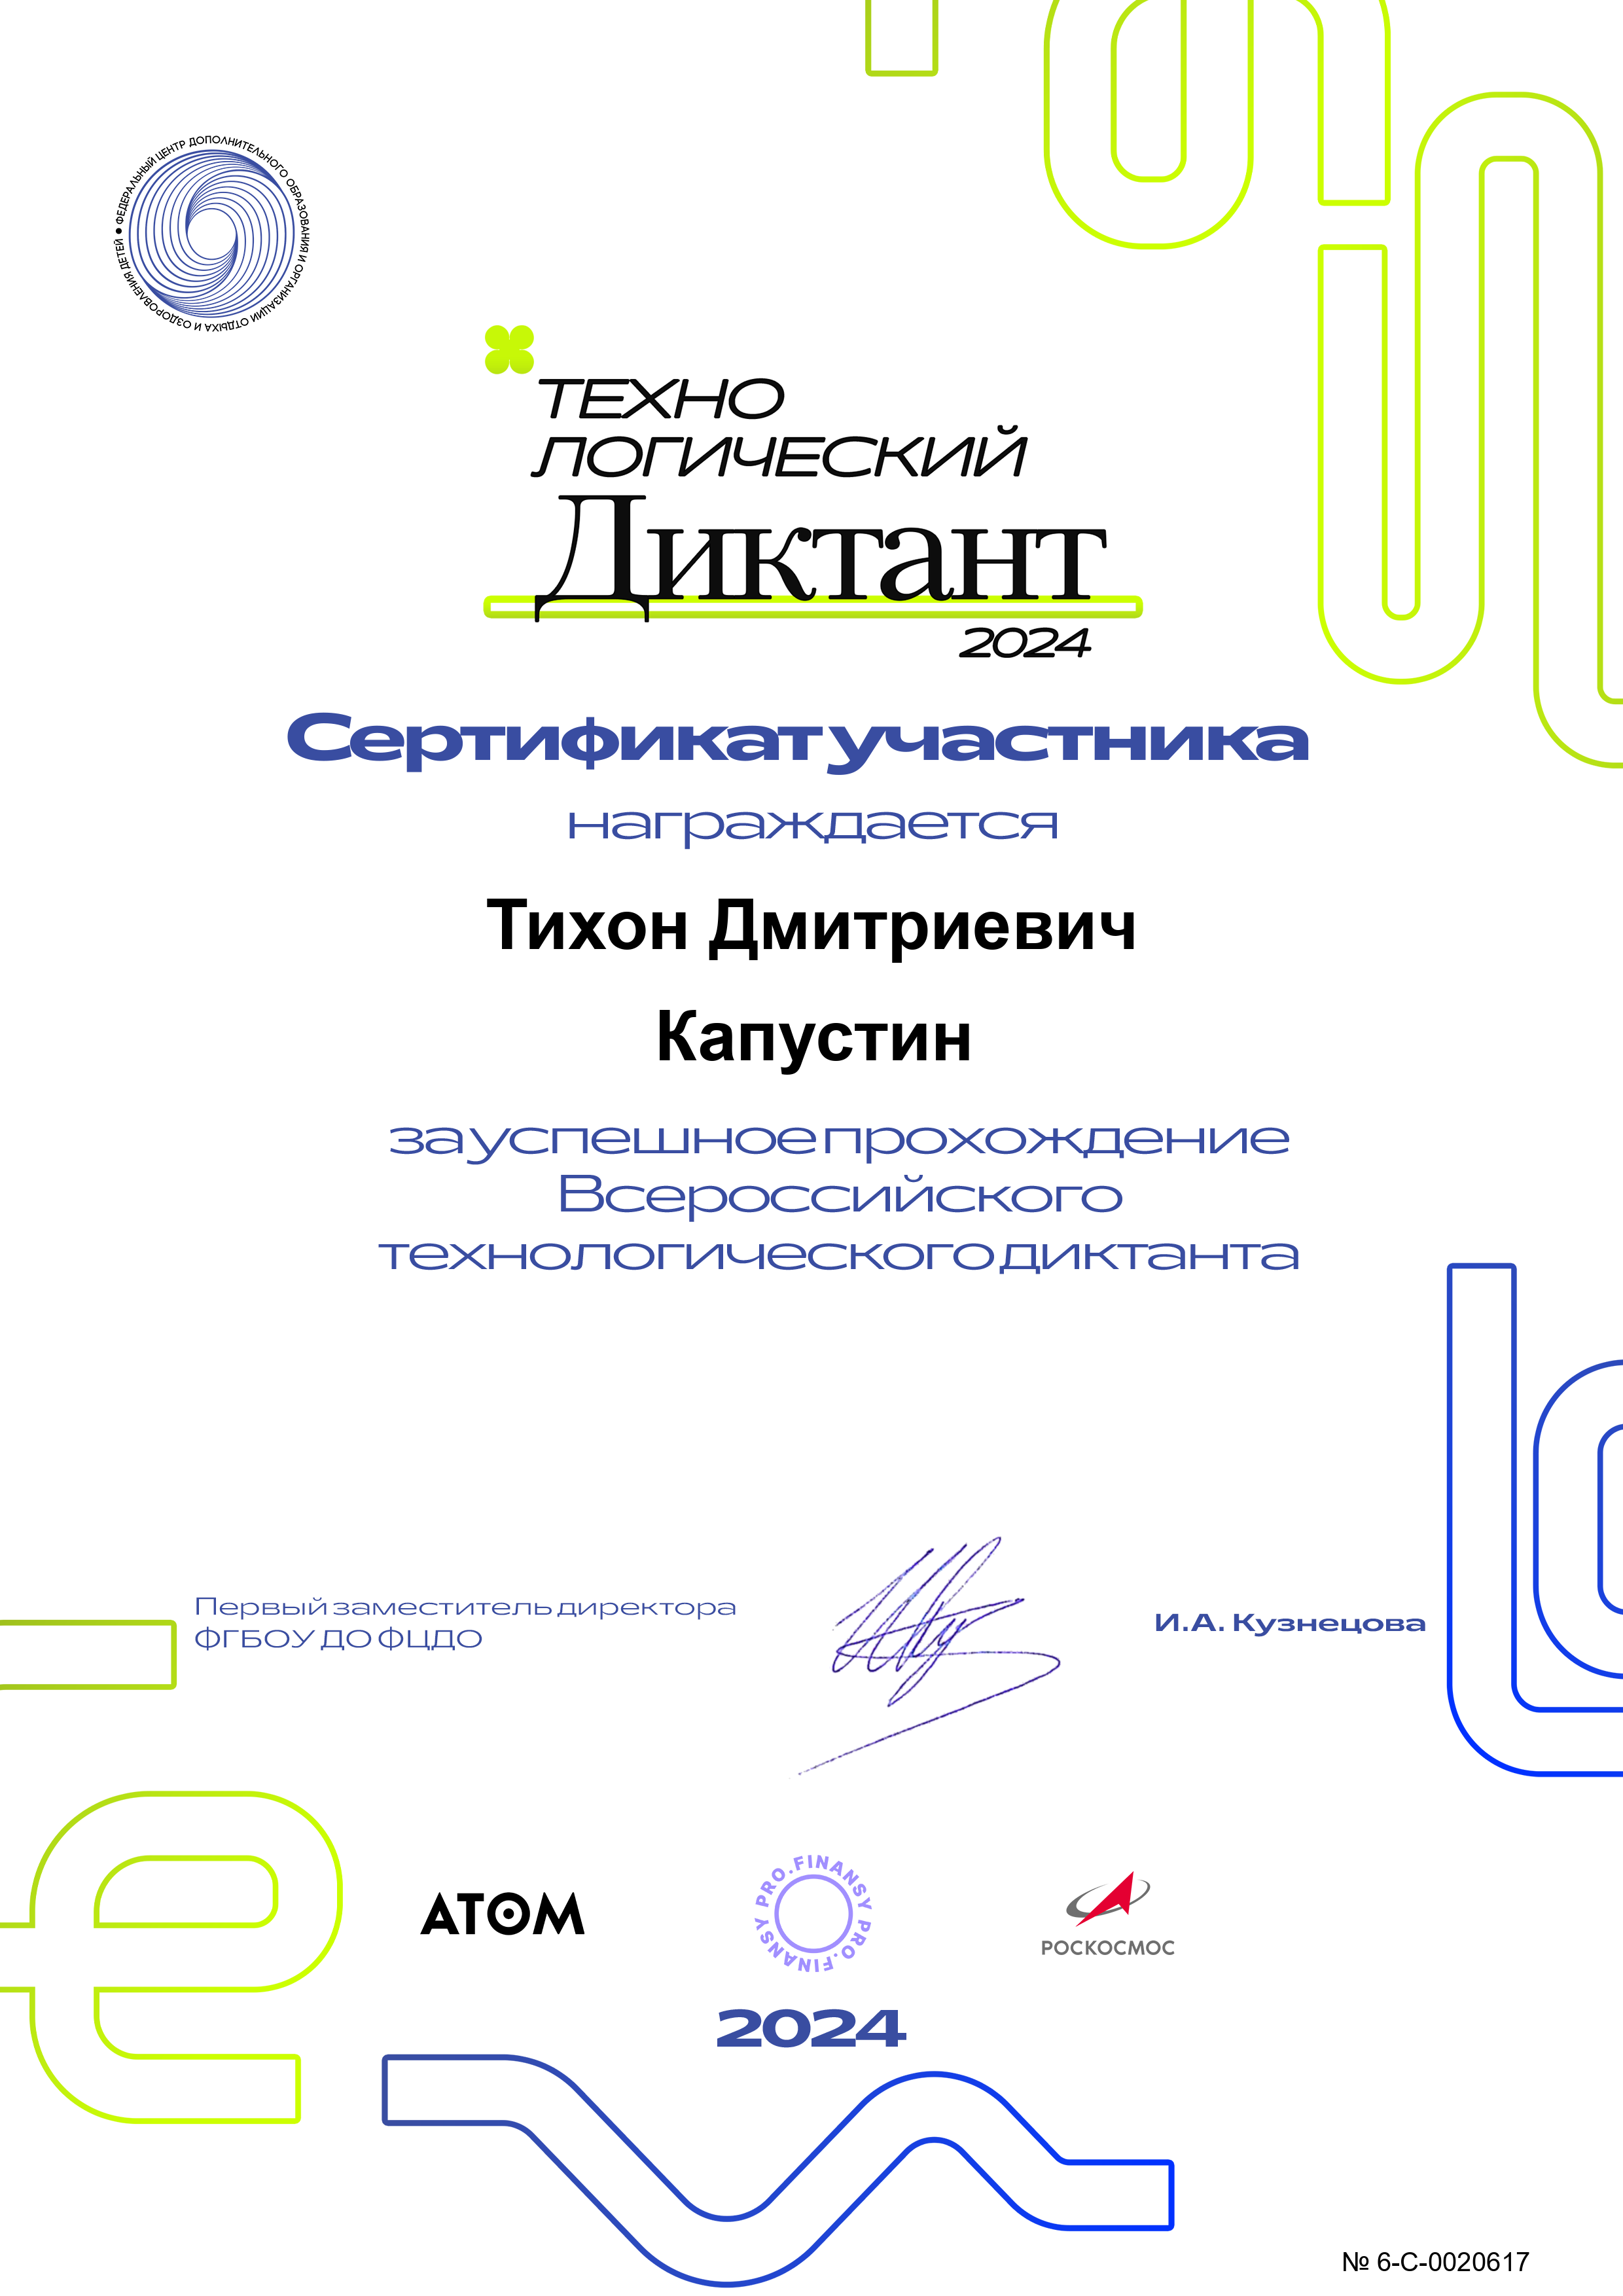 • ФЕДЕРАЛЬНЫЙ ЦЕНТР ДОПОЛНИТЕЛЬНОГО ОБРАЗОВАНИЯ И ОРГАНИЗАЦИИ ОТДЫХА И ОЗДОРОВЛЕНИЯ ДЕТЕЙ
ТЕХНО
ЛОГИЧЕСКИЙ
Диктант
2024
Сертификат участника
награждается
Тихон Дмитриевич
Капустин
за успешное прохождение
Всероссийского
технологического диктанта
Первый заместитель директора
ФГБОУ ДО ФЦДО
И.А. Кузнецова
АТОМ
PRO.FINANSY PRO.FINANSY
РОСКОСМОС
2024
№ 6-С-0020617